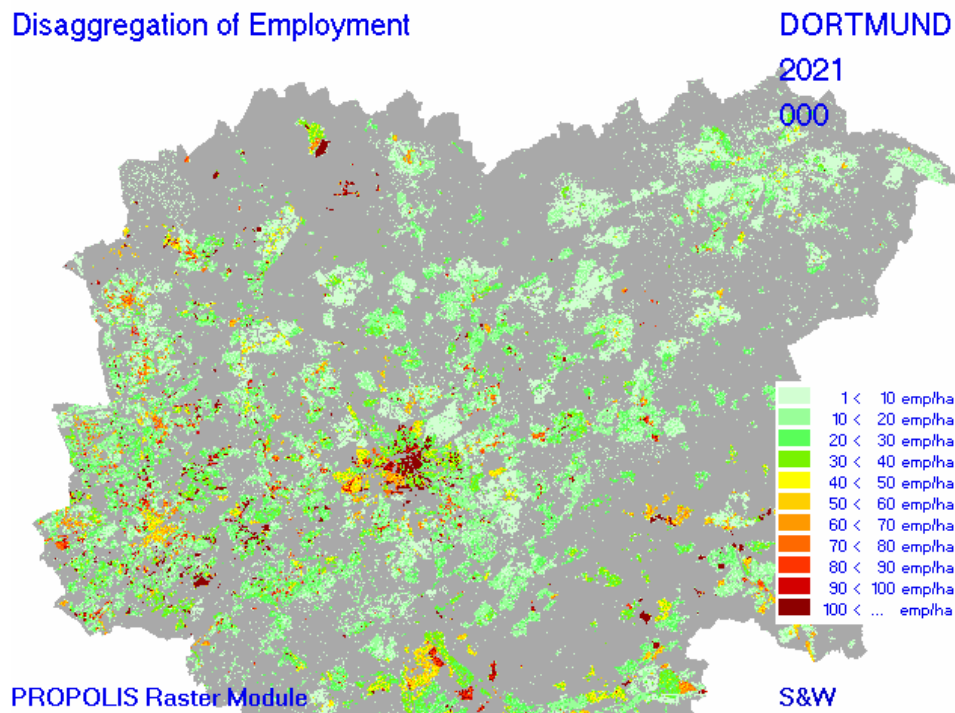 Disaggregation of Employment
DORTMUND
2021
000
1 < 10 emp/ha
10 < 20 emp/ha
20 < 30 emp/ha
30 < 40 emp/ha
40 < 50 emp/ha
50 < 60 emp/ha
60 < 70 emp/ha
70 < 80 emp/ha
80 < 90 emp/ha
90 < 100 emp/ha
100 < ... emp/ha
PROPOLIS Raster Module
S&W